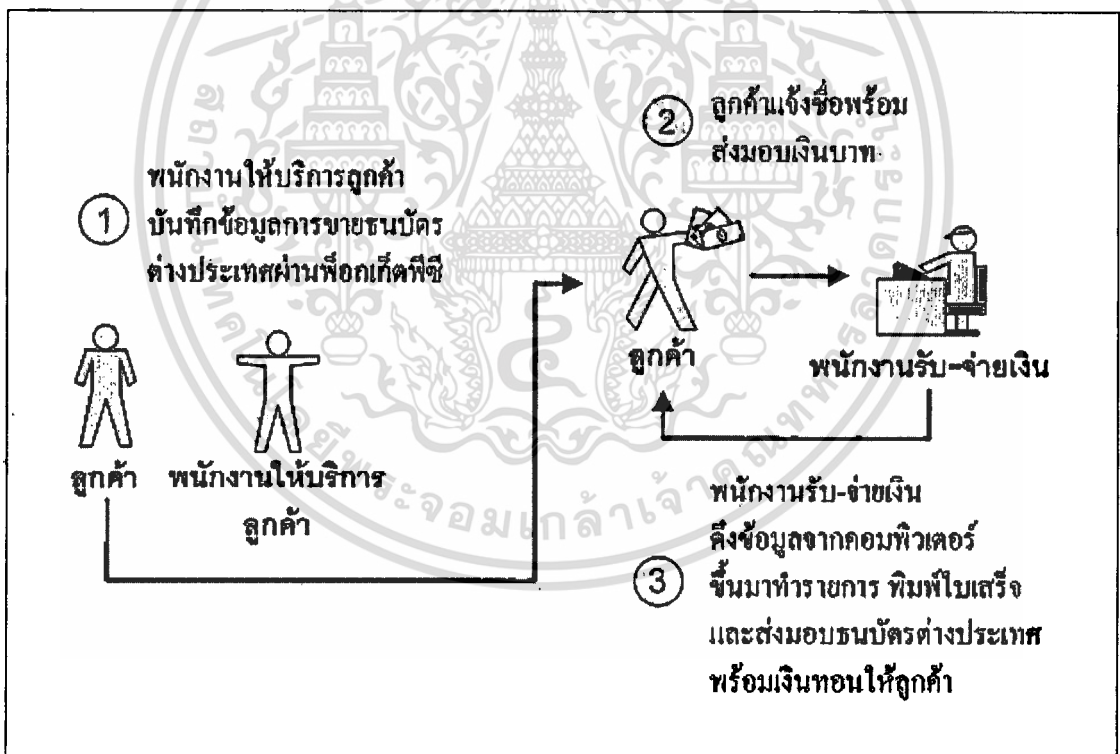 1
พนักงานให้บริการลูกค้า
บันทึกข้อมูลการขายธนบัตร
ต่างประเทศผ่านพ็อกเก็ตพีซี
ลูกค้า
พนักงานให้บริการ
ลูกค้า
2
ลูกค้าแจ้งชื่อพร้อม
ส่งมอบเงินบาท
ลูกค้า
พนักงานรับ-จ่ายเงิน
3
พนักงานรับ-จ่ายเงิน
ดึงข้อมูลจากคอมพิวเตอร์
ขึ้นมาทำรายการ พิมพ์ใบเสร็จ
และส่งมอบธนบัตรต่างประเทศ
พร้อมเงินทอนให้ลูกค้า